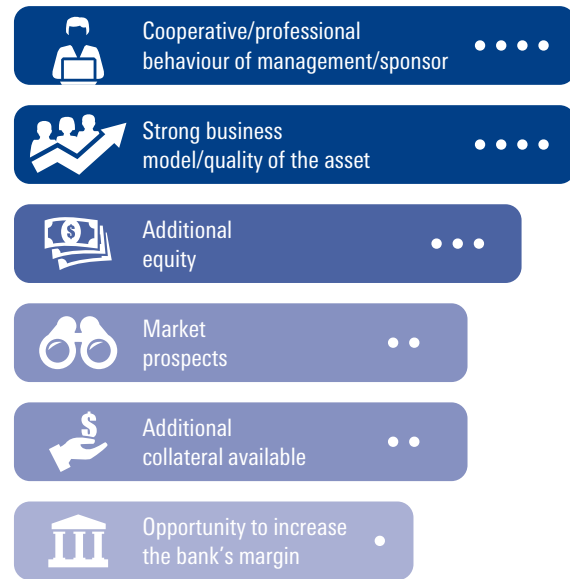 Cooperative/professional
behaviour of management/sponsor
Strong business
model/quality of the asset
$
Additional
equity
Market
prospects
$
Additional
collateral available
Opportunity to increase
the bank's margin